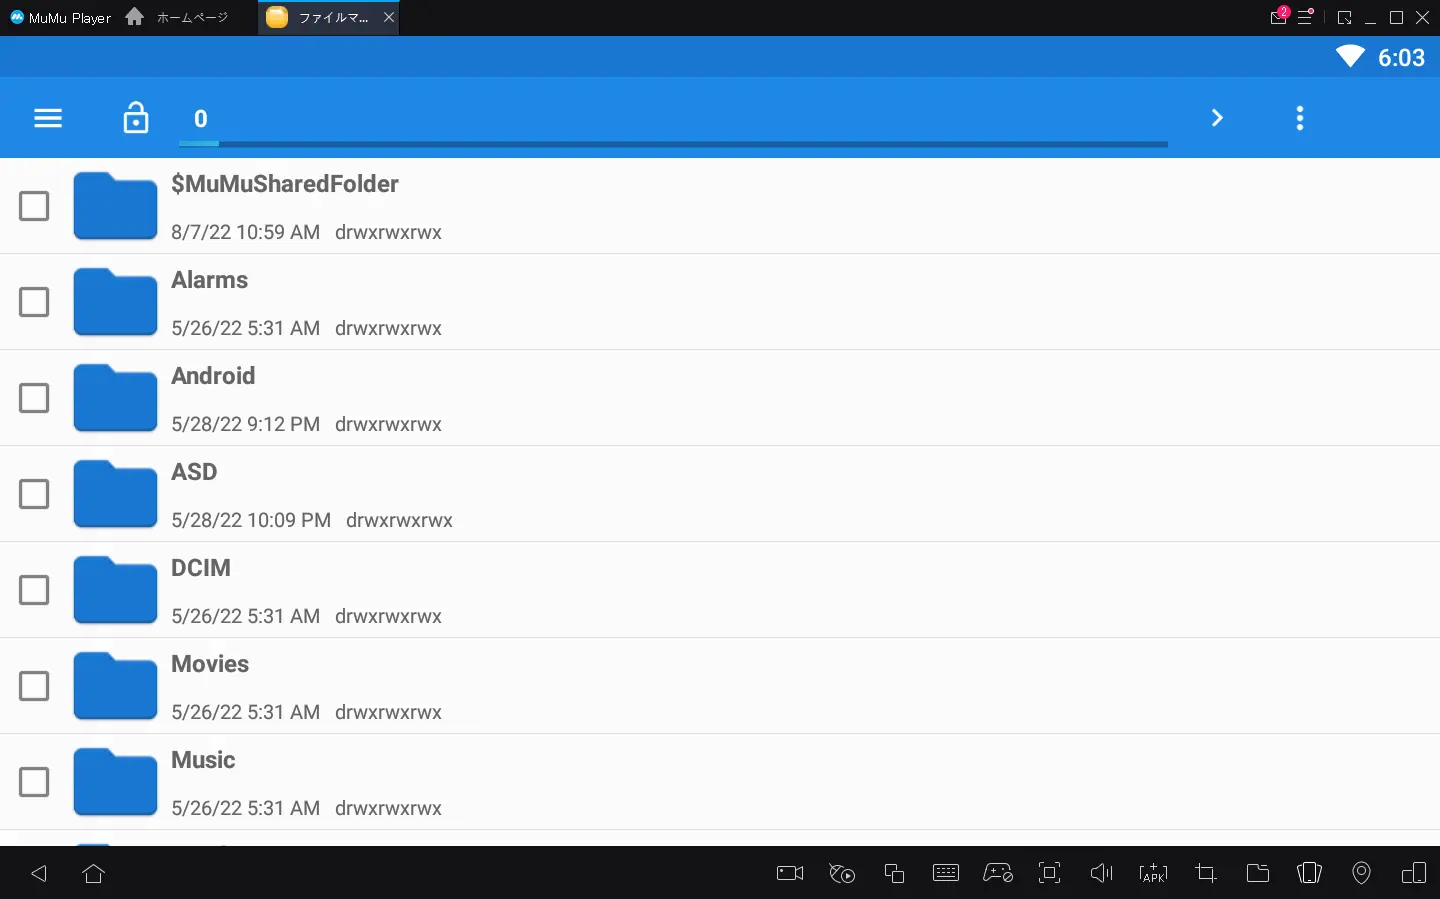 MuMu Player ホームページ ファイルマ... 2
6:03
0
$MuMuSharedFolder
8/7/22 10:59 AM drwxrwxrwx
Alarms
5/26/22 5:31 AM drwxrwxrwx
Android
5/28/22 9:12 PM drwxrwxrwx
ASD
5/28/22 10:09 PM drwxrwxrwx
DCIM
5/26/22 5:31 AM drwxrwxrwx
Movies
5/26/22 5:31 AM drwxrwxrwx
Music
5/26/22 5:31 AM drwxrwxrwx
APK